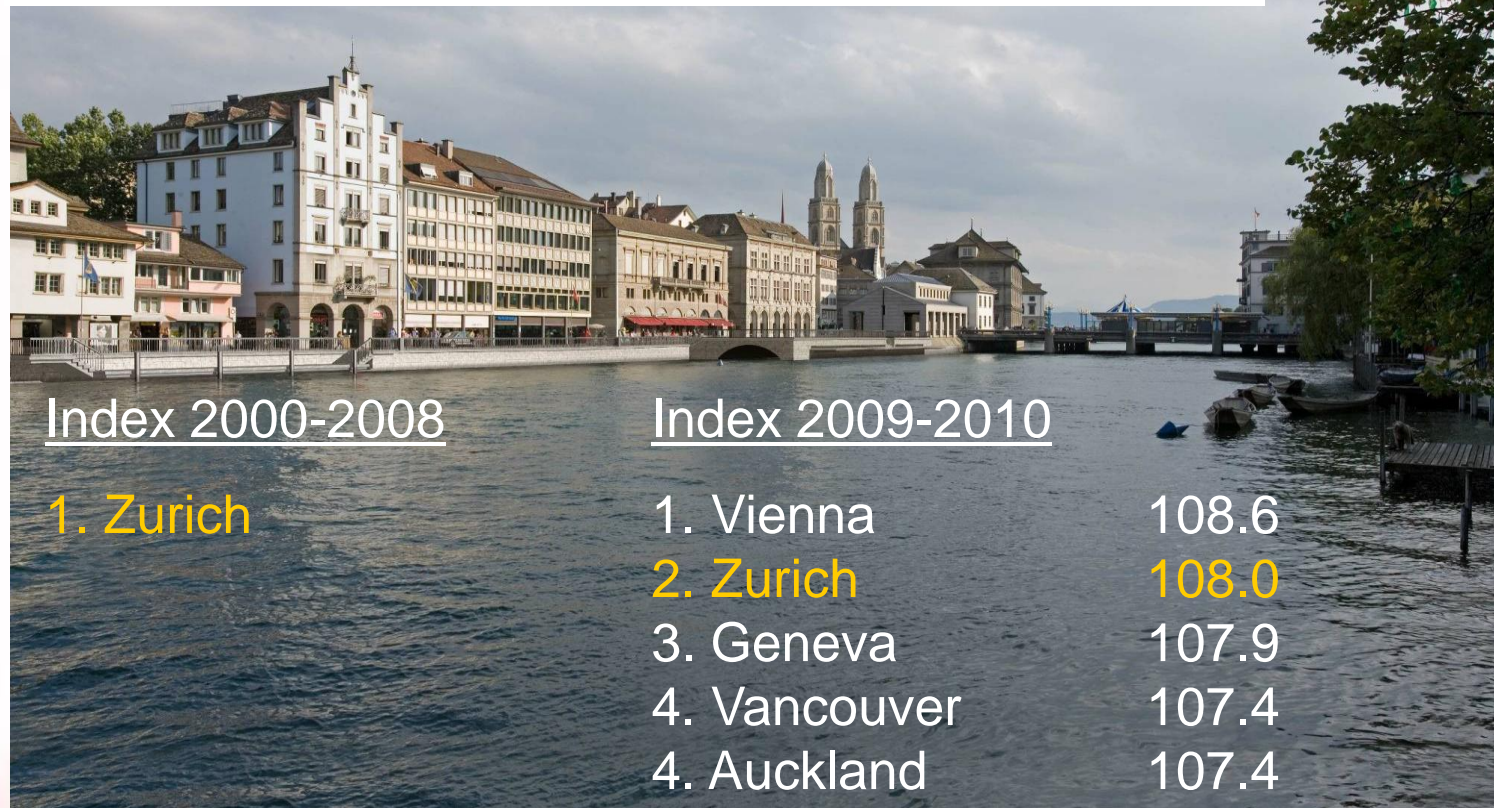 Index 2000-2008
1. Zurich
Index 2009-2010
1. Vienna 108.6
2. Zurich 108.0
3. Geneva 107.9
4. Vancouver 107.4
4. Auckland 107.4